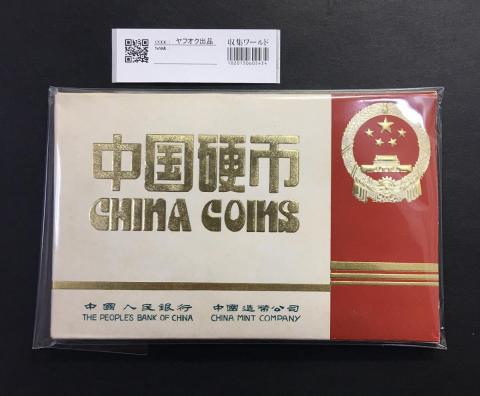 ヤフオク出品
収集ワールド
中国硬币
CHINA COINS
中國人民銀行 中國造幣公司
THE PEOPLE'S BANK OF CHINA CHINA MINT COMPANY